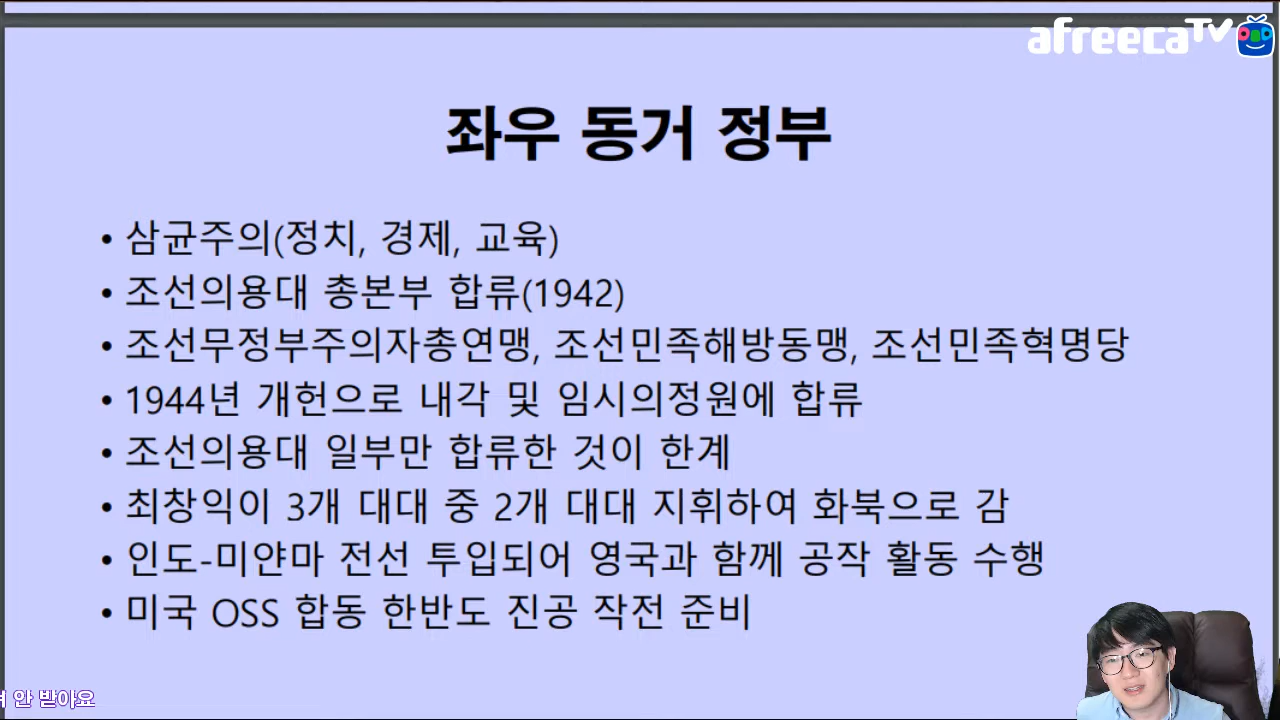 afreecaTV
좌우 동거 정부
• 삼균주의(정치, 경제, 교육)
• 조선의용대 총본부 합류(1942)
• 조선무정부주의자총연맹, 조선민족해방동맹, 조선민족혁명당
• 1944년 개헌으로 내각 및 임시의정원에 합류
• 조선의용대 일부만 합류한 것이 한계
• 최창익이 3개 대대 중 2개 대대 지휘하여 화북으로 감
• 인도-미얀마 전선 투입되어 영국과 함께 공작 활동 수행
• 미국 OSS 합동 한반도 진공 작전 준비
안 받아요